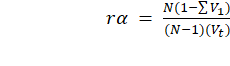 rα = N(1−∑V₁) / (N−1)(Vₜ)